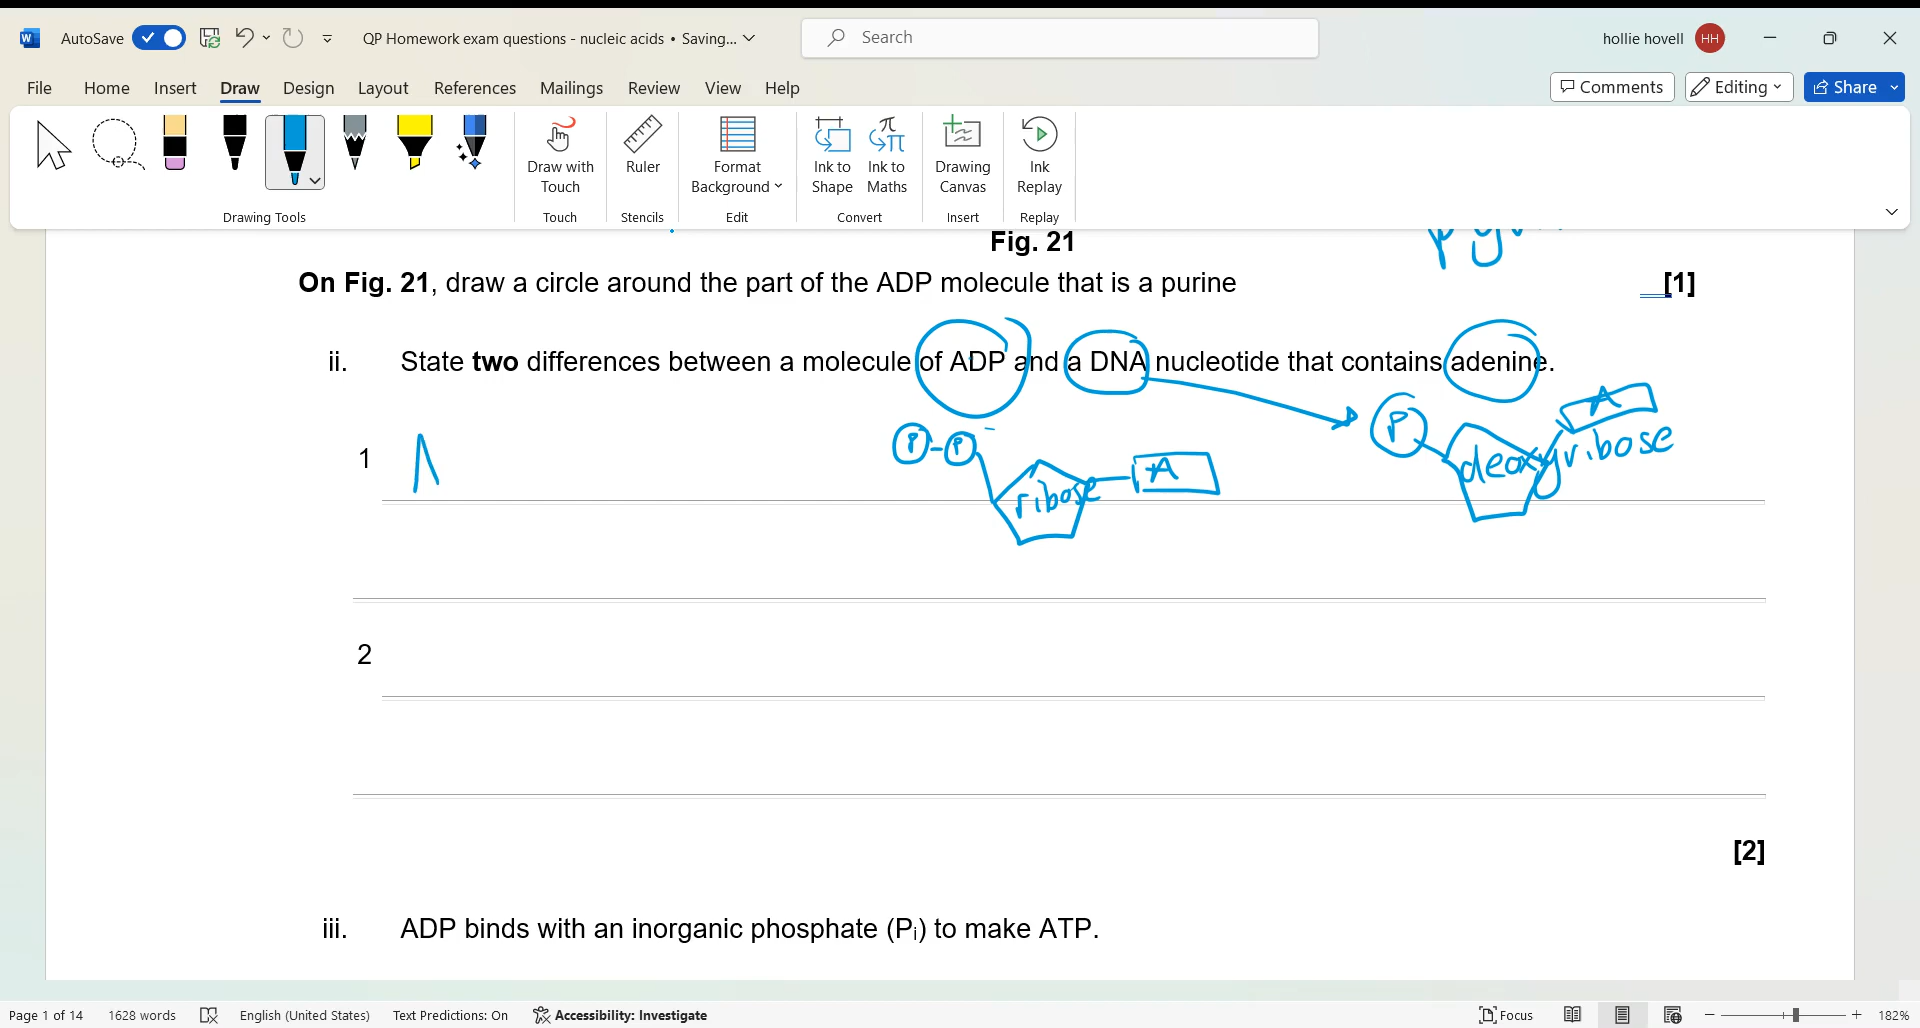 AutoSave
QP Homework exam questions - nucleic acids • Saving...
Search
hollie hovell
HH
File Home Insert Draw Design Layout References Mailings Review View Help
Comments Editing Share
Draw with Touch
Ruler
Format Background
Ink to Shape
Ink to Maths
Drawing Canvas
Ink Replay
Drawing Tools Touch Stencils Edit Convert Insert Replay
Fig. 21
On Fig. 21, draw a circle around the part of the ADP molecule that is a purine __[1]
ii. State two differences between a molecule of ADP and a DNA nucleotide that contains adenine.
P - P
ribose
A
P
deoxyribose
A
1
2
[2]
iii. ADP binds with an inorganic phosphate (Pi) to make ATP.
Page 1 of 14 1628 words English (United States) Text Predictions: On Accessibility: Investigate Focus 182%